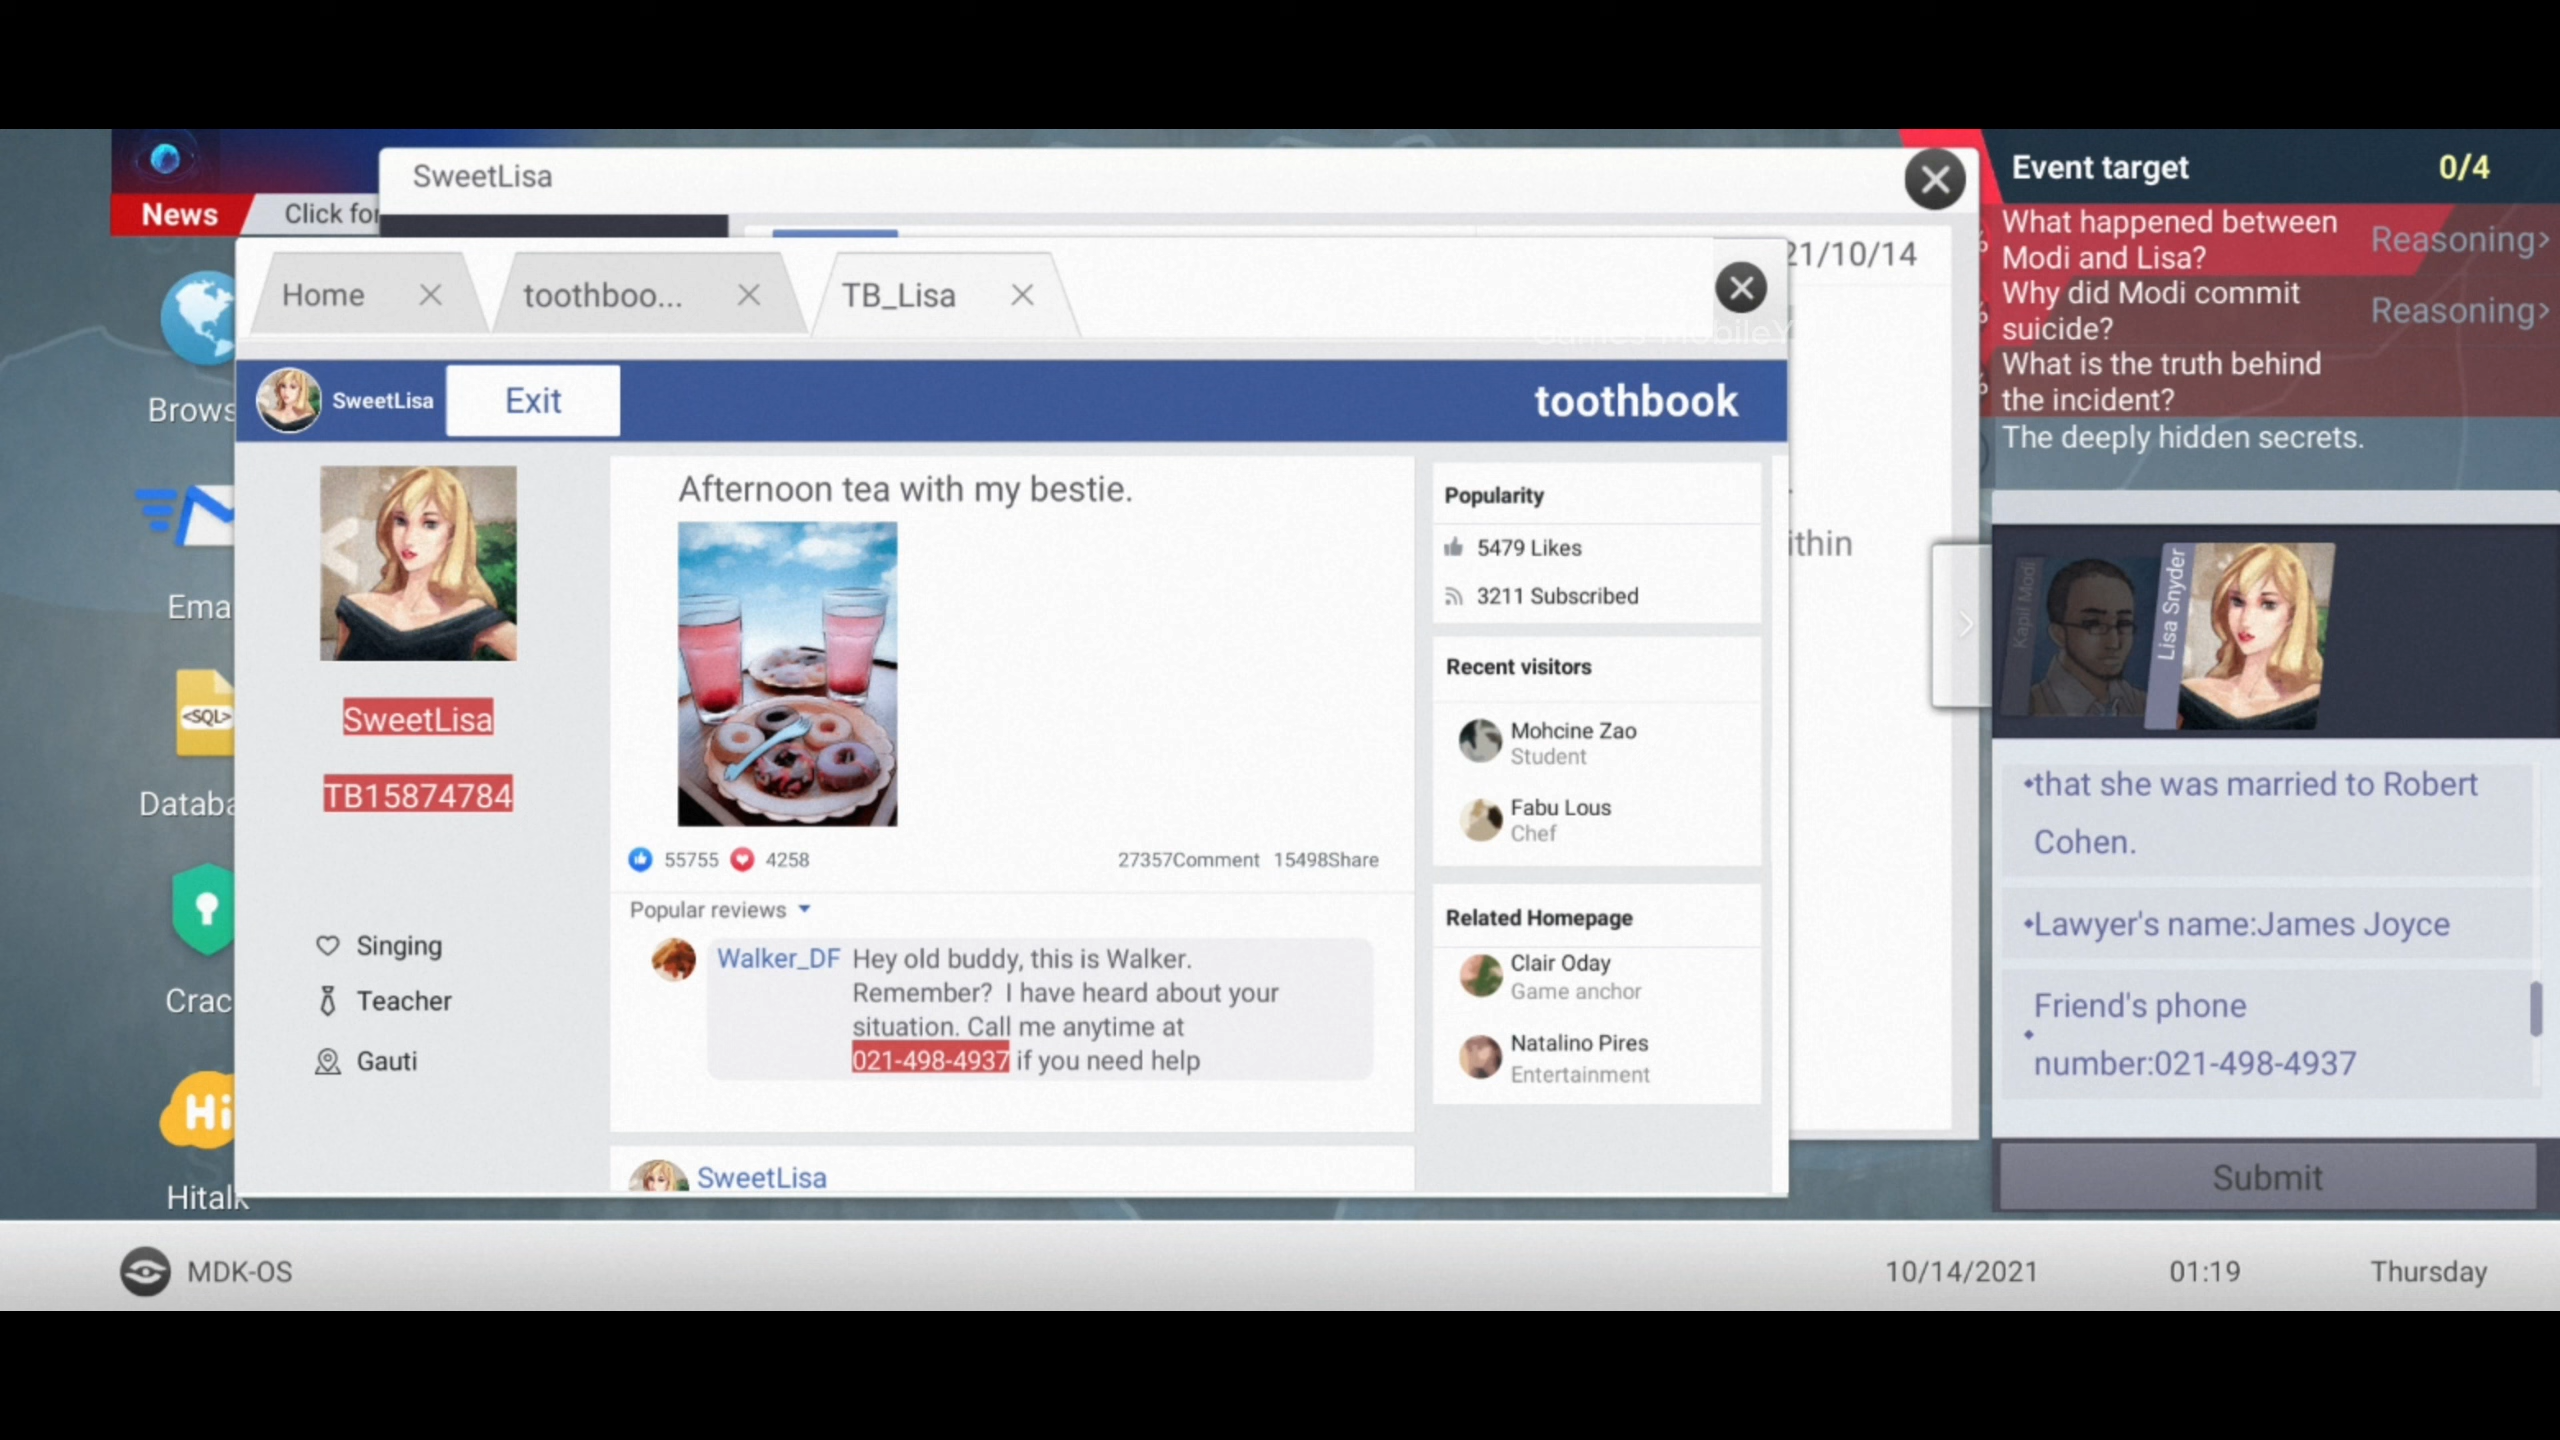 SweetLisa
News
Click for
21/10/14
Home
toothboo...
TB_Lisa
SweetLisa
Exit
toothbook
Brows
Ema
<SQL>
Databa
Crac
Hi
Hitalk
SweetLisa
TB15874784
Singing
Teacher
Gauti
Afternoon tea with my bestie.
55755
4258
27357Comment 15498Share
Popular reviews
Walker_DF Hey old buddy, this is Walker.
Remember? I have heard about your
situation. Call me anytime at
021-498-4937 if you need help
SweetLisa
Popularity
5479 Likes
3211 Subscribed
Recent visitors
Mohcine Zao
Student
Fabu Lous
Chef
Related Homepage
Clair Oday
Game anchor
Natalino Pires
Entertainment
ithin
Event target 0/4
What happened between
Modi and Lisa?
Reasoning>
Why did Modi commit
suicide?
Reasoning>
What is the truth behind
the incident?
The deeply hidden secrets.
Kapil Modi
Lisa Snyder
that she was married to Robert
Cohen.
Lawyer's name:James Joyce
Friend's phone
number:021-498-4937
Submit
MDK-OS
10/14/2021 01:19 Thursday